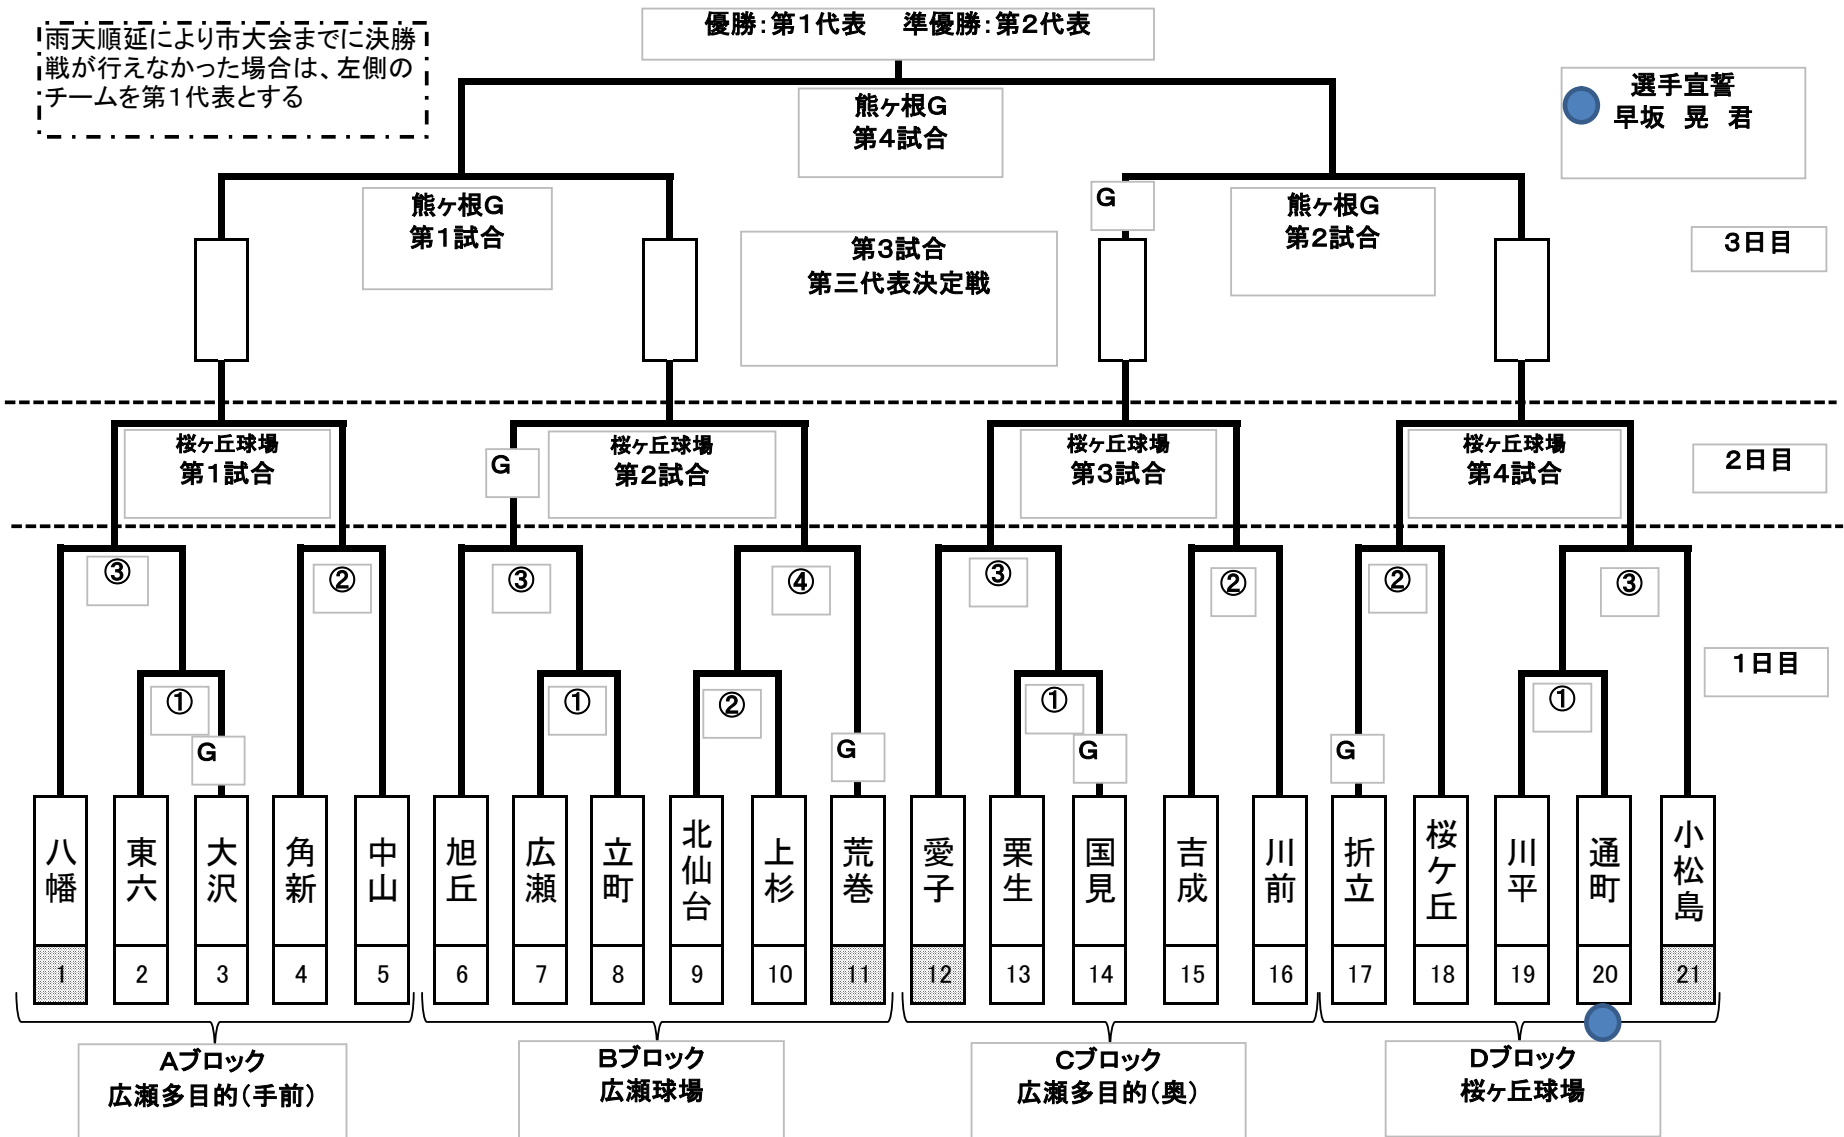 優勝：第１代表　準優勝：第２代表
雨天順延により市大会までに決勝
戦が行えなかった場合は、左側の
チームを第１代表とする
選手宣誓
早坂　晃　君
熊ヶ根G
第４試合
熊ヶ根G
第１試合
G
熊ヶ根G
第２試合
第３試合
第三代表決定戦
３日目
桜ヶ丘球場
第１試合
G
桜ヶ丘球場
第２試合
桜ヶ丘球場
第３試合
桜ヶ丘球場
第４試合
２日目
③
②
③
④
③
②
②
③
１日目
①
①
②
①
①
G
G
G
G
八幡
東六
大沢
角新
中山
旭丘
広瀬
立町
北仙台
上杉
荒巻
愛子
栗生
国見
吉成
川前
折立
桜ケ丘
川平
通町
小松島
1
2
3
4
5
6
7
8
9
10
11
12
13
14
15
16
17
18
19
20
21
Aブロック
広瀬多目的（手前）
Bブロック
広瀬球場
Cブロック
広瀬多目的（奥）
Dブロック
桜ヶ丘球場